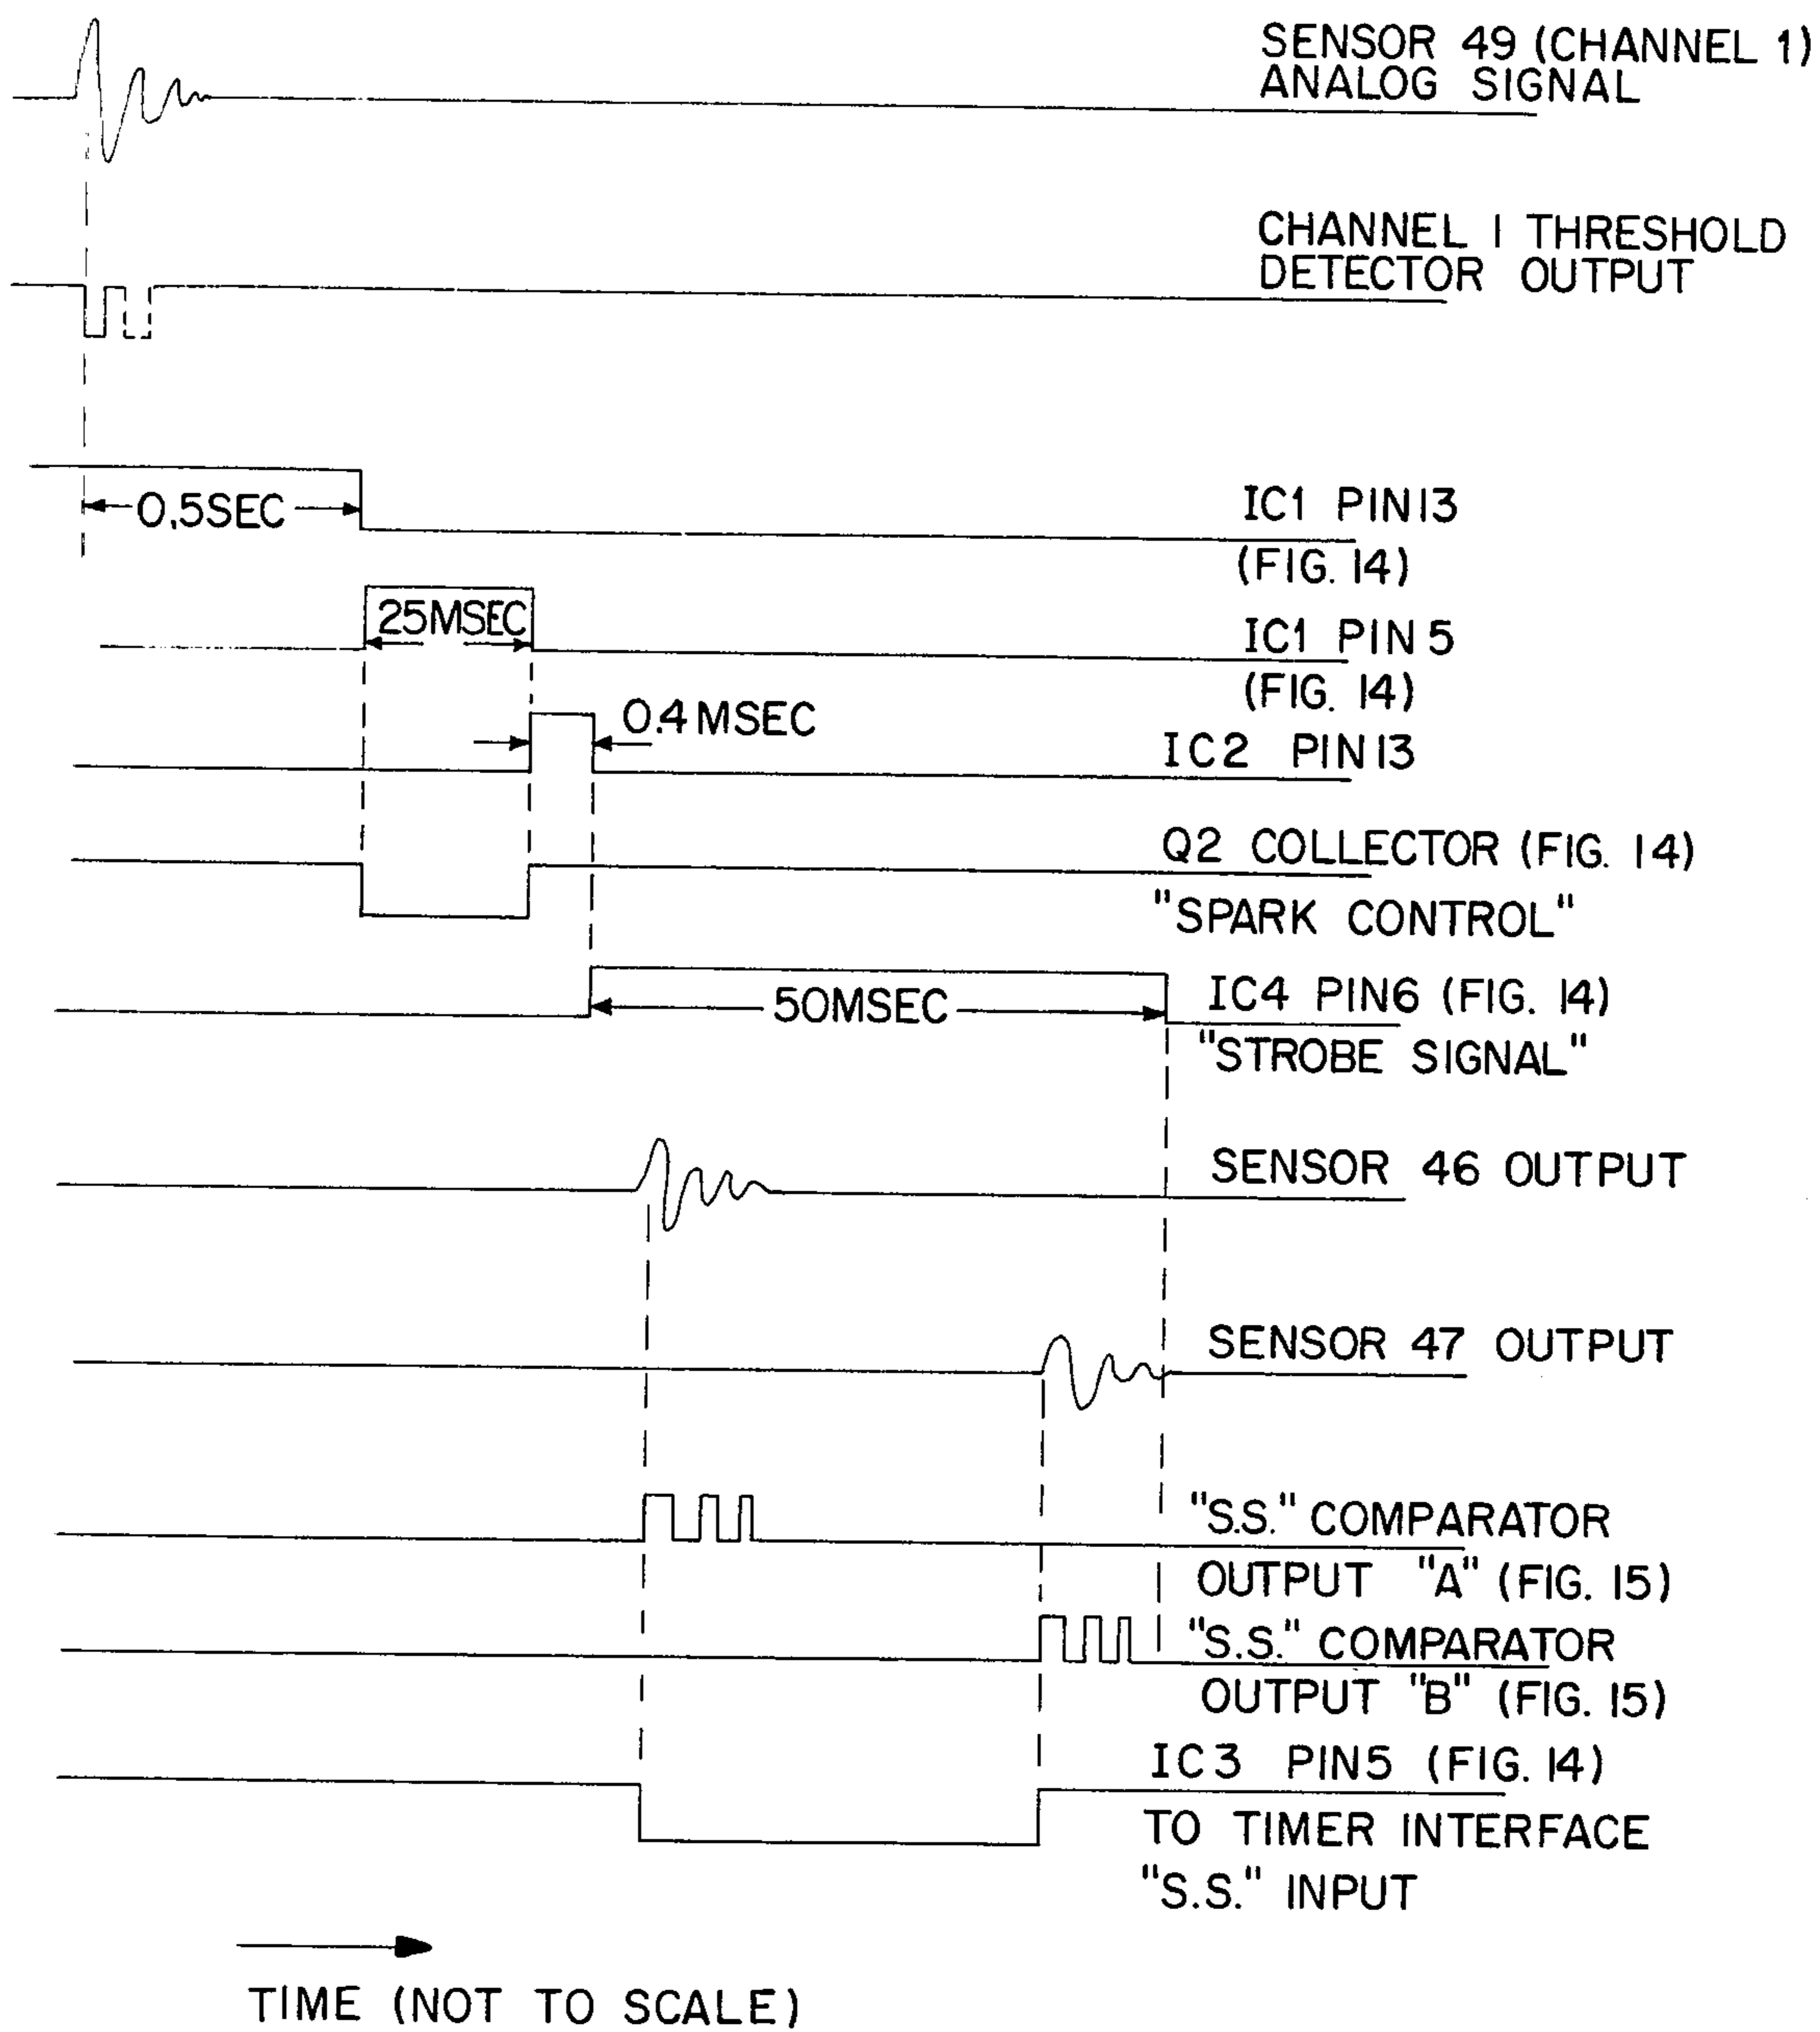 SENSOR 49 (CHANNEL 1)
ANALOG SIGNAL
CHANNEL 1 THRESHOLD
DETECTOR OUTPUT
0.5SEC
IC1 PIN13
(FIG. 14)
25MSEC
IC1 PIN 5
(FIG. 14)
0.4 MSEC
IC2 PIN13
Q2 COLLECTOR (FIG. 14)
"SPARK CONTROL"
50MSEC
IC4 PIN6 (FIG. 14)
"STROBE SIGNAL"
SENSOR 46 OUTPUT
SENSOR 47 OUTPUT
"S.S." COMPARATOR
OUTPUT "A" (FIG. 15)
"S.S." COMPARATOR
OUTPUT "B" (FIG. 15)
IC3 PIN5 (FIG. 14)
TO TIMER INTERFACE
"S.S." INPUT
TIME (NOT TO SCALE)